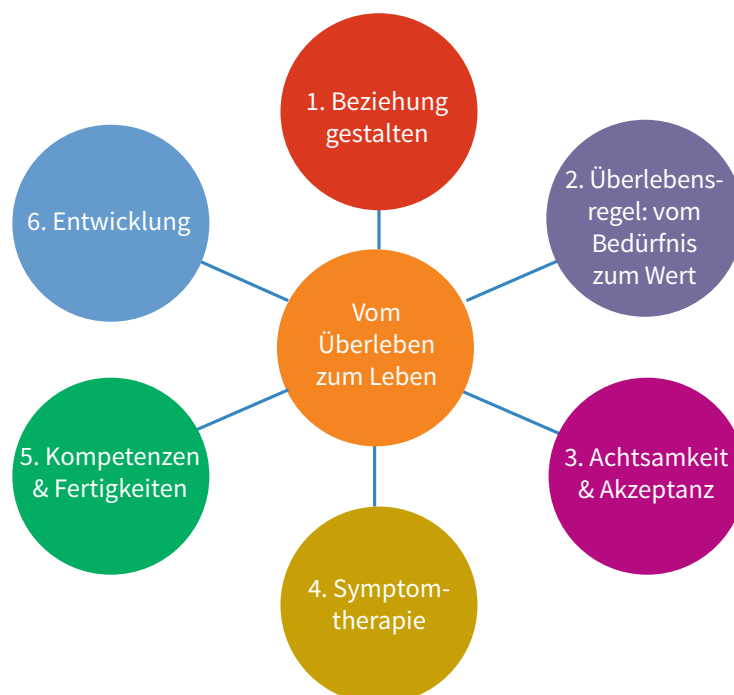 1. Beziehung
gestalten
2. Überlebens-
regel: vom
Bedürfnis
zum Wert
3. Achtsamkeit
& Akzeptanz
4. Symptom-
therapie
5. Kompetenzen
& Fertigkeiten
6. Entwicklung
Vom
Überleben
zum Leben